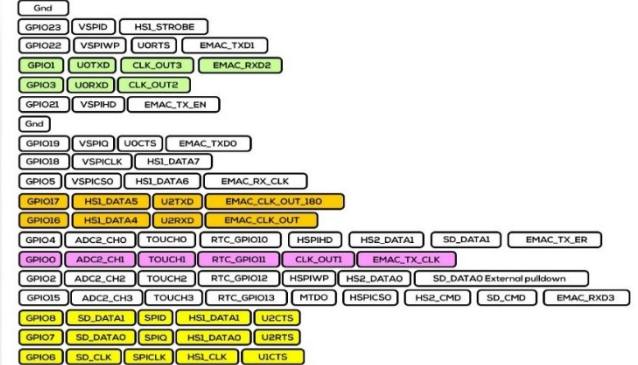 Gnd
GPIO23 VSPID HS1_STROBE
GPIO22 VSPIWP U0RTS EMAC_TXD1
GPIO1 U0TXD CLK_OUT3 EMAC_RXD2
GPIO3 U0RXD CLK_OUT2
GPIO21 VSPIHD EMAC_TX_EN
Gnd
GPIO19 VSPIQ U0CTS EMAC_TXD0
GPIO18 VSPICLK HS1_DATA7
GPIO5 VSPICS0 HS1_DATA6 EMAC_RX_CLK
GPIO17 HS1_DATA5 U2TXD EMAC_CLK_OUT_180
GPIO16 HS1_DATA4 U2RXD EMAC_CLK_OUT
GPIO4 ADC2_CH0 TOUCH0 RTC_GPIO10 HSPIHD HS2_DATA1 SD_DATA1 EMAC_TX_ER
GPIO0 ADC2_CH1 TOUCH1 RTC_GPIO11 CLK_OUT1 EMAC_TX_CLK
GPIO2 ADC2_CH2 TOUCH2 RTC_GPIO12 HSPIWP HS2_DATA0 SD_DATA0 External pulldown
GPIO15 ADC2_CH3 TOUCH3 RTC_GPIO13 MTDO HSPICS0 HS2_CMD SD_CMD EMAC_RXD3
GPIO8 SD_DATA1 SPID HS1_DATA1 U2CTS
GPIO7 SD_DATA0 SPIQ HS1_DATA0 U2RTS
GPIO6 SD_CLK SPICLK HS1_CLK U1CTS